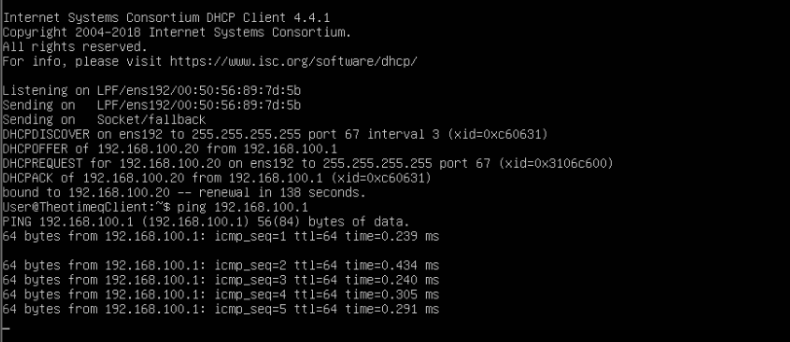 Internet Systems Consortium DHCP Client 4.4.1
Copyright 2004-2018 Internet Systems Consortium.
All rights reserved.
For info, please visit https://www.isc.org/software/dhcp/
Listening on LPF/ens192/00:50:56:89:7d:5b
Sending on   LPF/ens192/00:50:56:89:7d:5b
Sending on   Socket/fallback
DHCPDISCOVER on ens192 to 255.255.255.255 port 67 interval 3 (xid=0xc60631)
DHCPOFFER of 192.168.100.20 from 192.168.100.1
DHCPREQUEST for 192.168.100.20 on ens192 to 255.255.255.255 port 67 (xid=0x3106c600)
DHCPACK of 192.168.100.20 from 192.168.100.1 (xid=0xc60631)
bound to 192.168.100.20 -- renewal in 138 seconds.
User@TheotimeqClient:~$ ping 192.168.100.1
PING 192.168.100.1 (192.168.100.1) 56(84) bytes of data.
64 bytes from 192.168.100.1: icmp_seq=1 ttl=64 time=0.239 ms
64 bytes from 192.168.100.1: icmp_seq=2 ttl=64 time=0.434 ms
64 bytes from 192.168.100.1: icmp_seq=3 ttl=64 time=0.240 ms
64 bytes from 192.168.100.1: icmp_seq=4 ttl=64 time=0.305 ms
64 bytes from 192.168.100.1: icmp_seq=5 ttl=64 time=0.291 ms